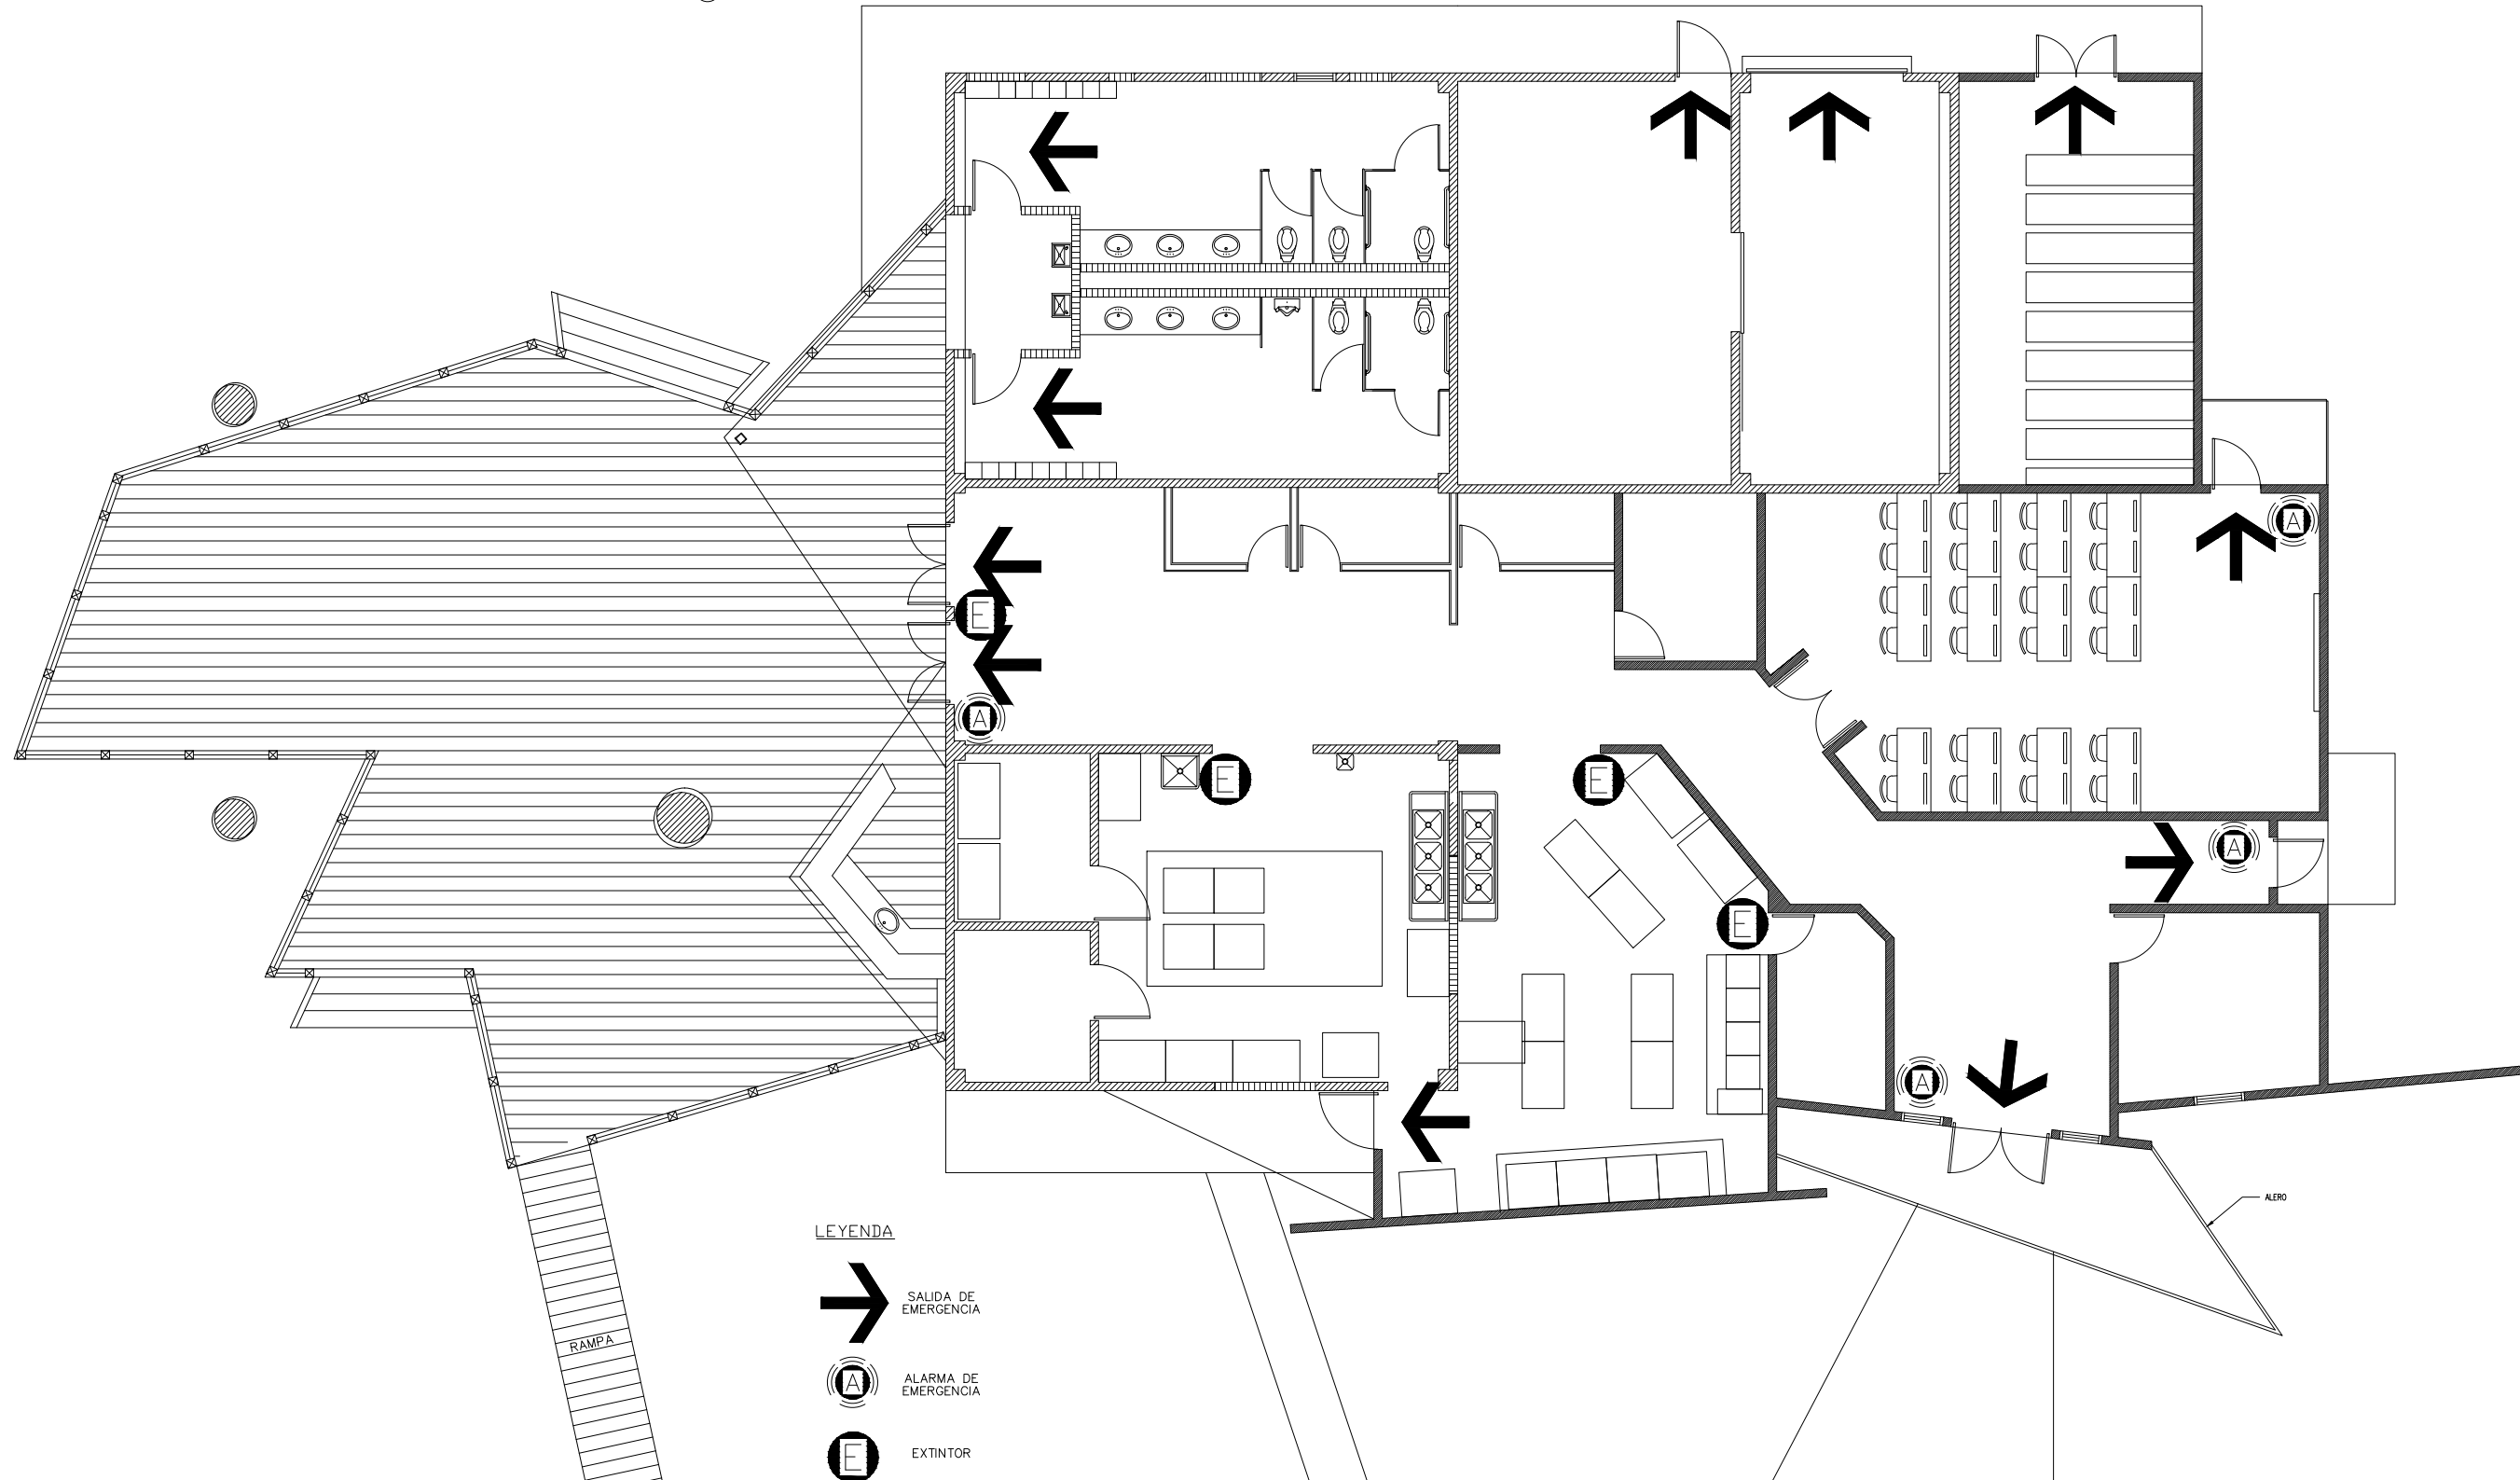 A
E
E
E
A
E
A
A
ALERO
LEYENDA
SALIDA DE
EMERGENCIA
RAMPA
A
ALARMA DE
EMERGENCIA
E
EXTINTOR